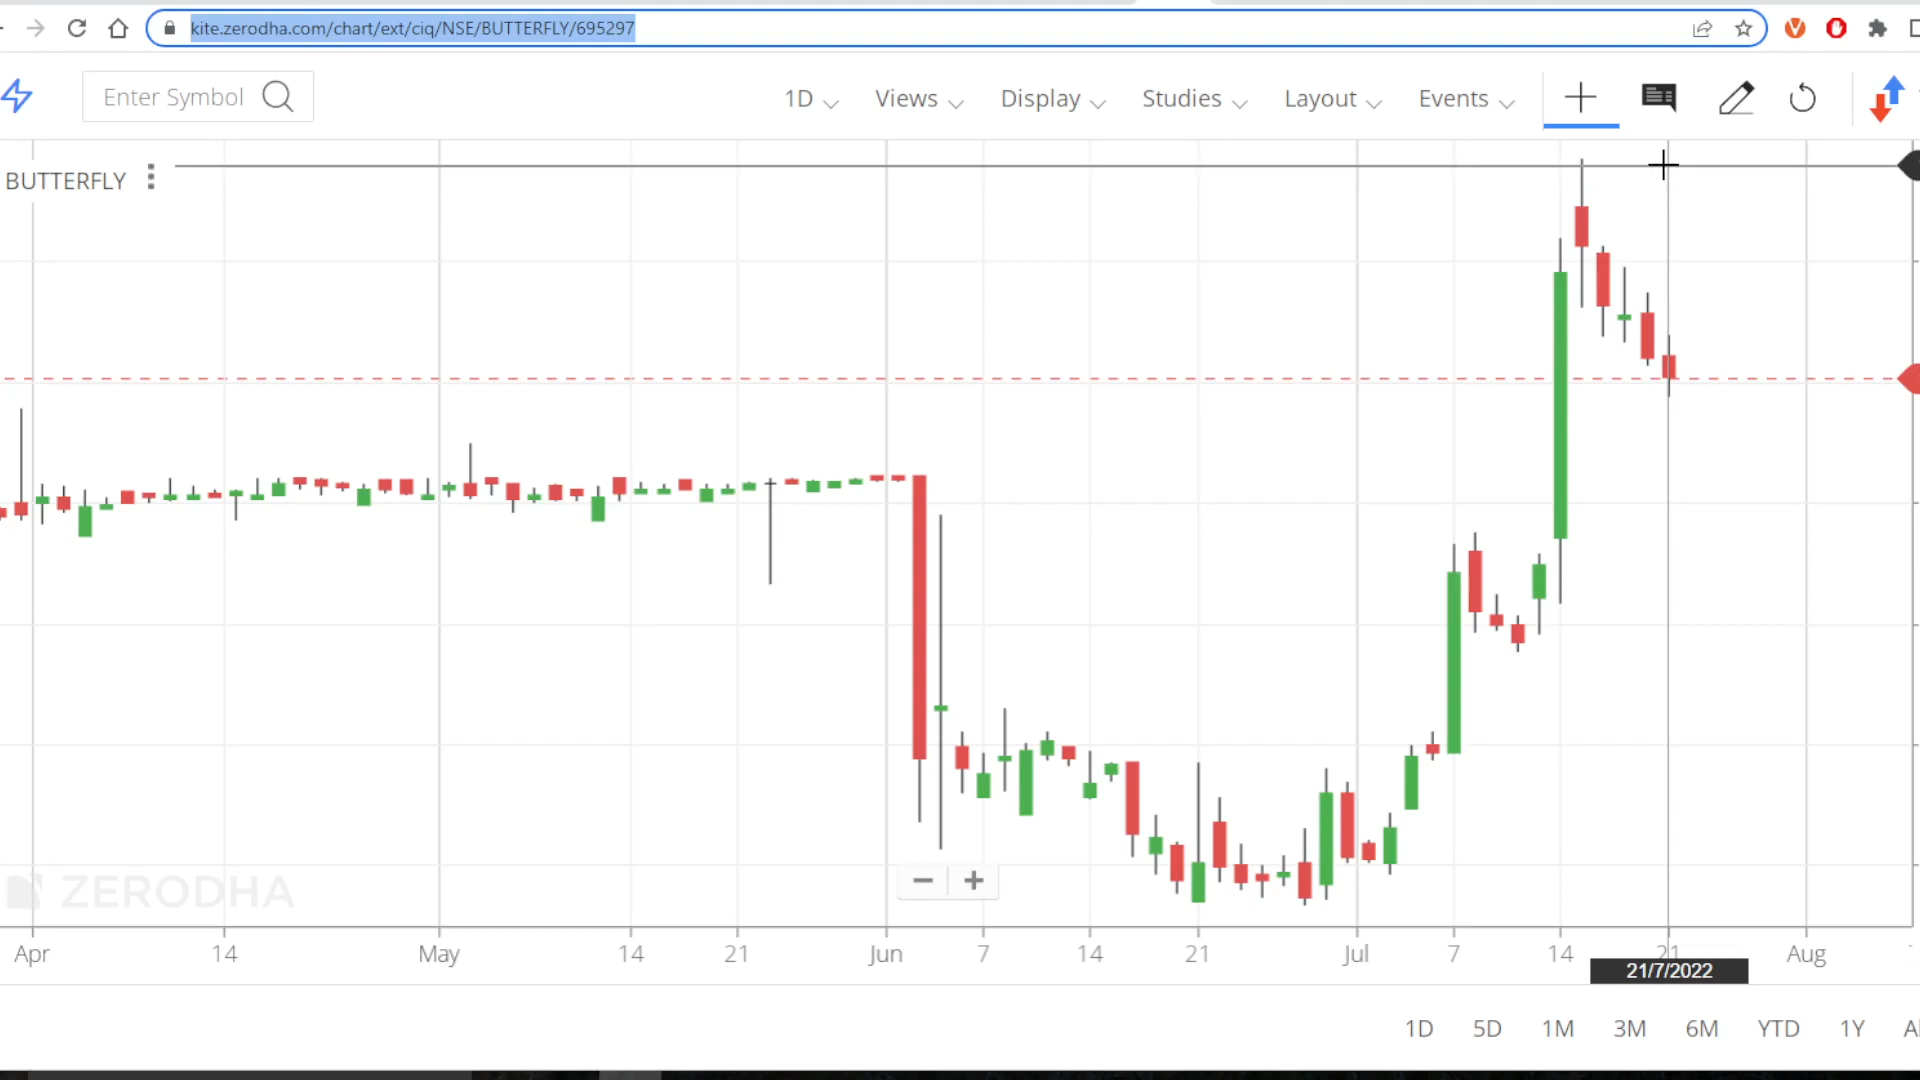 kite.zerodha.com/chart/ext/ciq/NSE/BUTTERFLY/695297
Enter Symbol
1D Views Display Studies Layout Events
BUTTERFLY
ZERODHA
Apr 14 May 14 21 Jun 7 14 21 Jul 7 14 21 Aug
21/7/2022
1D 5D 1M 3M 6M YTD 1Y